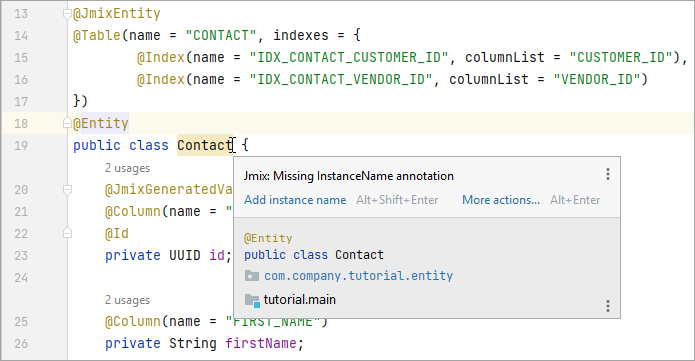 13 @JmixEntity
14 @Table(name = "CONTACT", indexes = {
15 @Index(name = "IDX_CONTACT_CUSTOMER_ID", columnList = "CUSTOMER_ID"),
16 @Index(name = "IDX_CONTACT_VENDOR_ID", columnList = "VENDOR_ID")
17 })
18 @Entity
19 public class Contact {
2 usages
20 @JmixGeneratedVa
21 @Column(name = "
22 @Id
23 private UUID id;
24
2 usages
25 @Column(name = "FIRST_NAME")
26 private String firstName;
Jmix: Missing InstanceName annotation
Add instance name Alt+Shift+Enter More actions... Alt+Enter
@Entity
public class Contact
com.company.tutorial.entity
tutorial.main